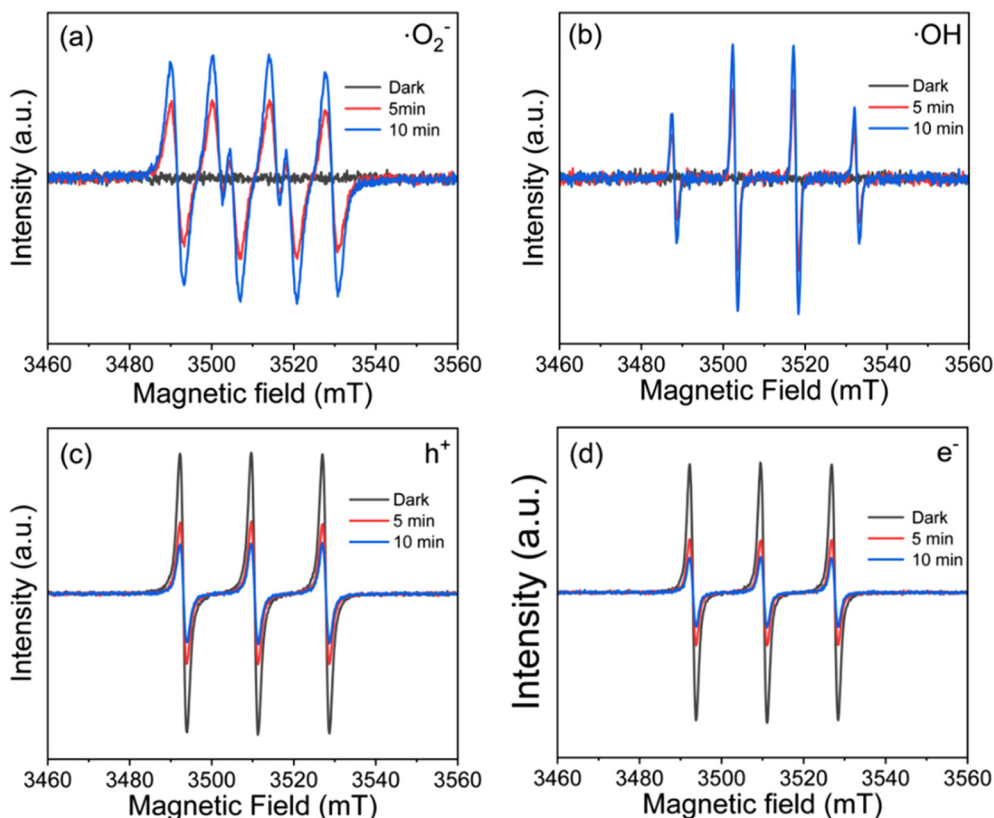 (a)
·O₂⁻
Dark
5min
10 min
Intensity (a.u.)
3460 3480 3500 3520 3540 3560
Magnetic field (mT)
(b)
·OH
Dark
5 min
10 min
Intensity (a.u.)
3460 3480 3500 3520 3540 3560
Magnetic Field (mT)
(c)
h⁺
Dark
5 min
10 min
Intensity (a.u.)
3460 3480 3500 3520 3540 3560
Magnetic Field (mT)
(d)
e⁻
Dark
5 min
10 min
Intensity (a.u.)
3460 3480 3500 3520 3540 3560
Magnetic field (mT)